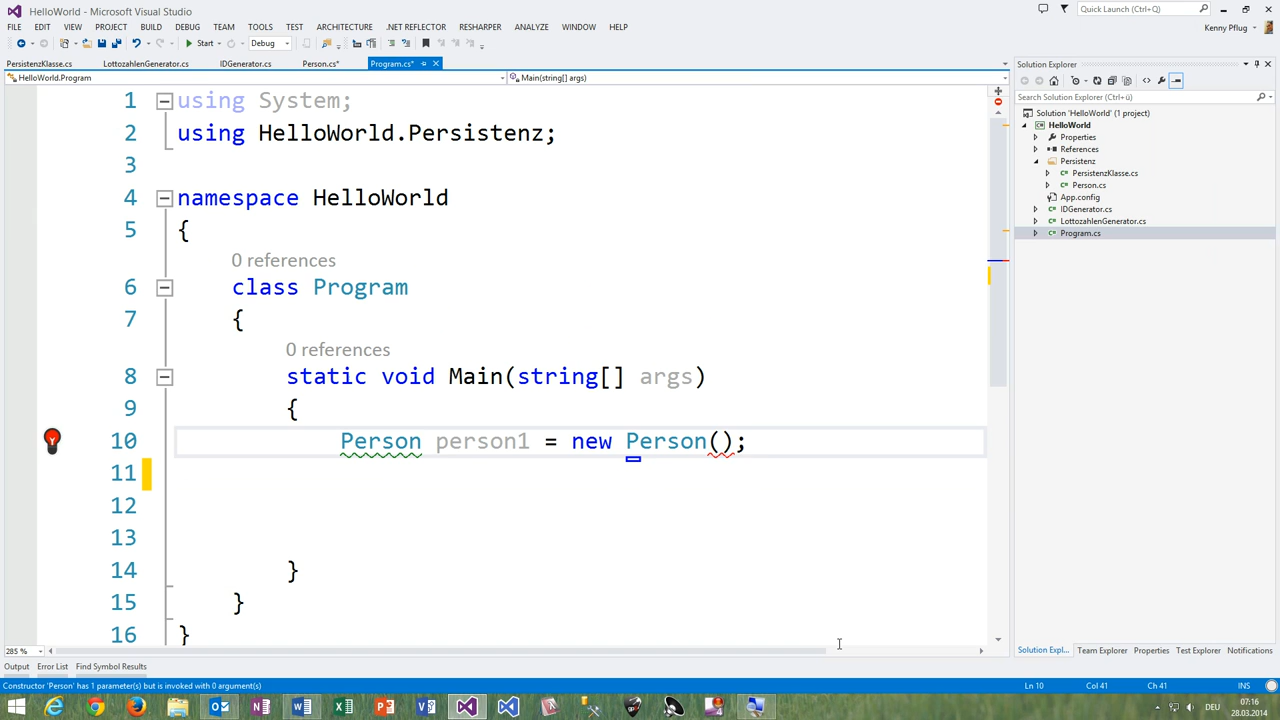 HelloWorld - Microsoft Visual Studio
Quick Launch (Ctrl+Q)
FILE EDIT VIEW PROJECT BUILD DEBUG TEAM TOOLS TEST ARCHITECTURE .NET REFLECTOR RESHARPER ANALYZE WINDOW HELP
Kenny Pflug
Start Debug
PersistenzKlasse.cs LottozahlenGenerator.cs IDGenerator.cs Person.cs* Program.cs*
HelloWorld.Program Main(string[] args)
1 using System;
2 using HelloWorld.Persistenz;
3
4 namespace HelloWorld
5 {
0 references
6 class Program
7 {
0 references
8 static void Main(string[] args)
9 {
10 Person person1 = new Person();
11
12
13
14 }
15 }
16 }
285 %
Solution Explorer
Search Solution Explorer (Ctrl+ü)
Solution 'HelloWorld' (1 project)
HelloWorld
Properties
References
Persistenz
PersistenzKlasse.cs
Person.cs
App.config
IDGenerator.cs
LottozahlenGenerator.cs
Program.cs
Solution Expl... Team Explorer Properties Test Explorer Notifications
Output Error List Find Symbol Results
Constructor 'Person' has 1 parameter(s) but is invoked with 0 argument(s)
Ln 10 Col 41 Ch 41 INS
DEU
07:16
28.03.2014